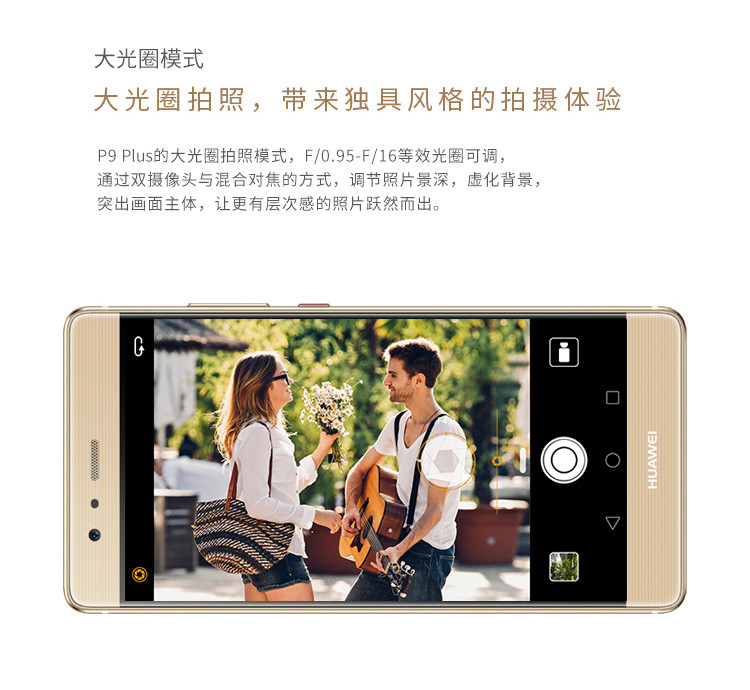 大光圈模式
大光圈拍照，带来独具风格的拍摄体验
P9 Plus的大光圈拍照模式，F/0.95-F/16等效光圈可调，
通过双摄像头与混合对焦的方式，调节照片景深，虚化背景，
突出画面主体，让更有层次感的照片跃然而出。
HUAWEI